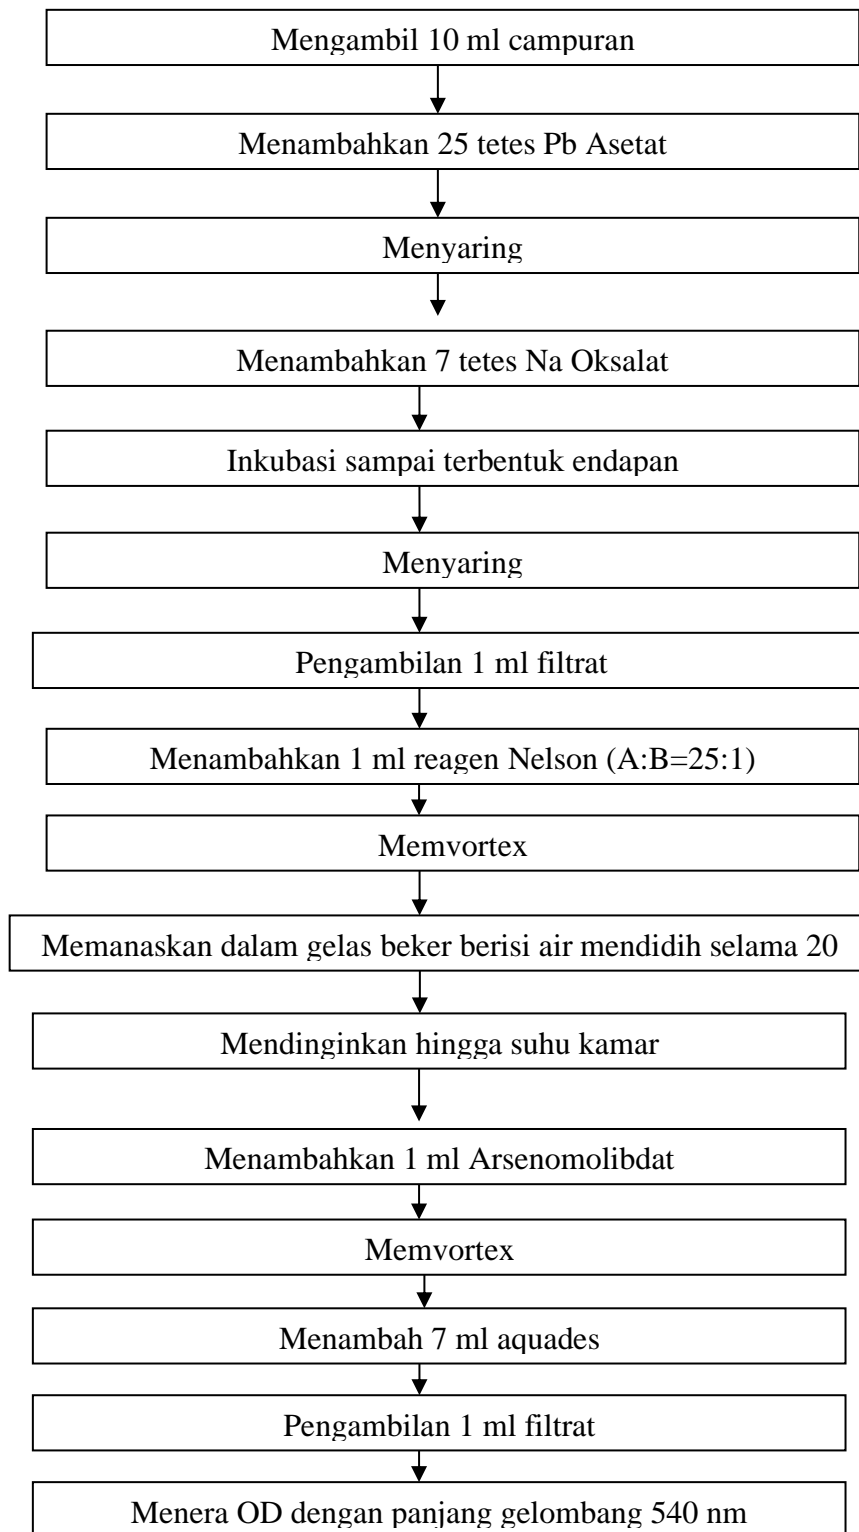 Mengambil 10 ml campuran
Menambahkan 25 tetes Pb Asetat
Menyaring
Menambahkan 7 tetes Na Oksalat
Inkubasi sampai terbentuk endapan
Menyaring
Pengambilan 1 ml filtrat
Menambahkan 1 ml reagen Nelson (A:B=25:1)
Memvortex
Memanaskan dalam gelas beker berisi air mendidih selama 20
Mendinginkan hingga suhu kamar
Menambahkan 1 ml Arsenomolibdat
Memvortex
Menambah 7 ml aquades
Pengambilan 1 ml filtrat
Menera OD dengan panjang gelombang 540 nm